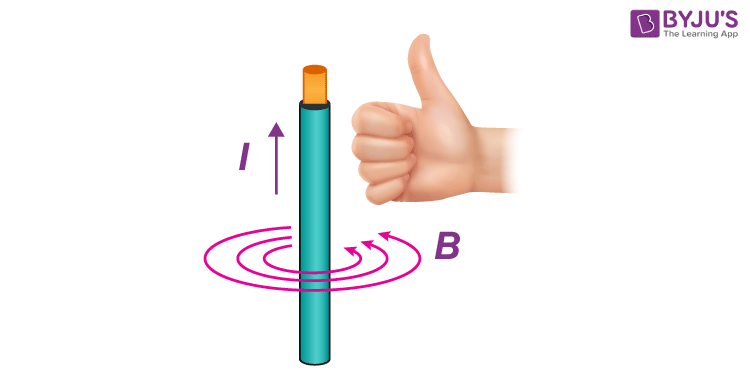 BYJU'S
The Learning App
I
B